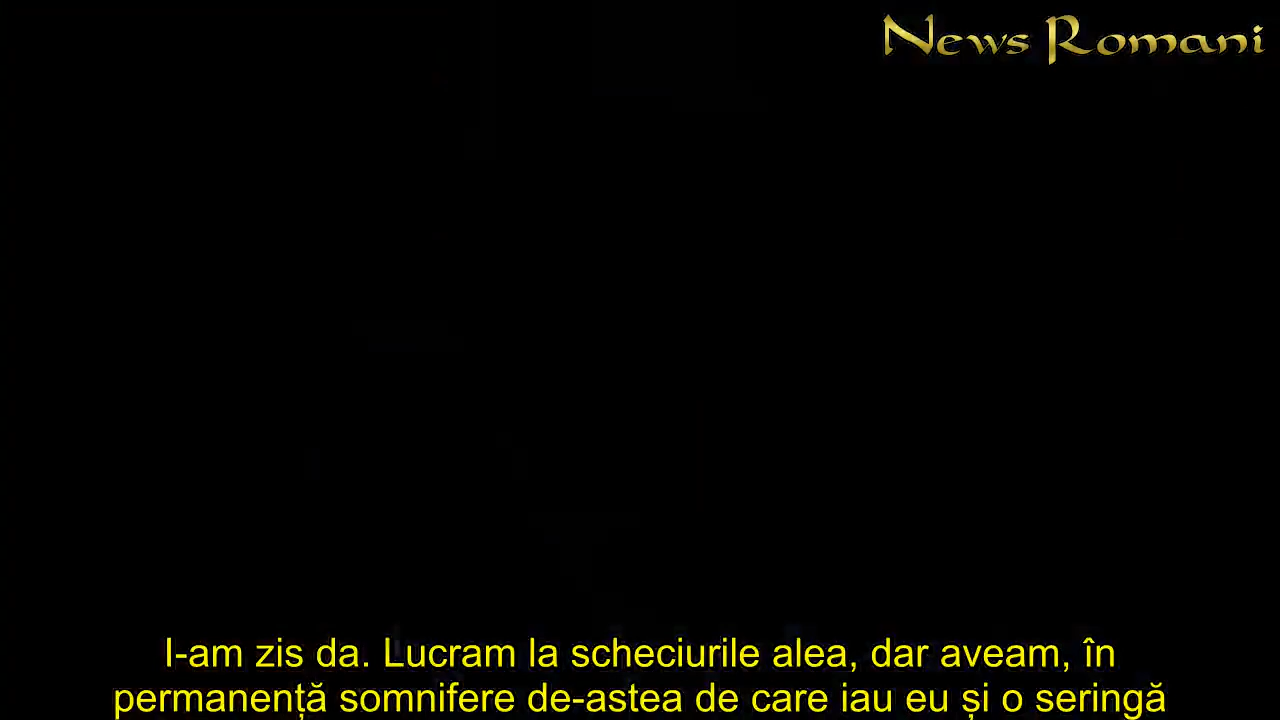 News Romani
I-am zis da. Lucram la scheciurile alea, dar aveam, în
permanență somnifere de-astea de care iau eu și o seringă